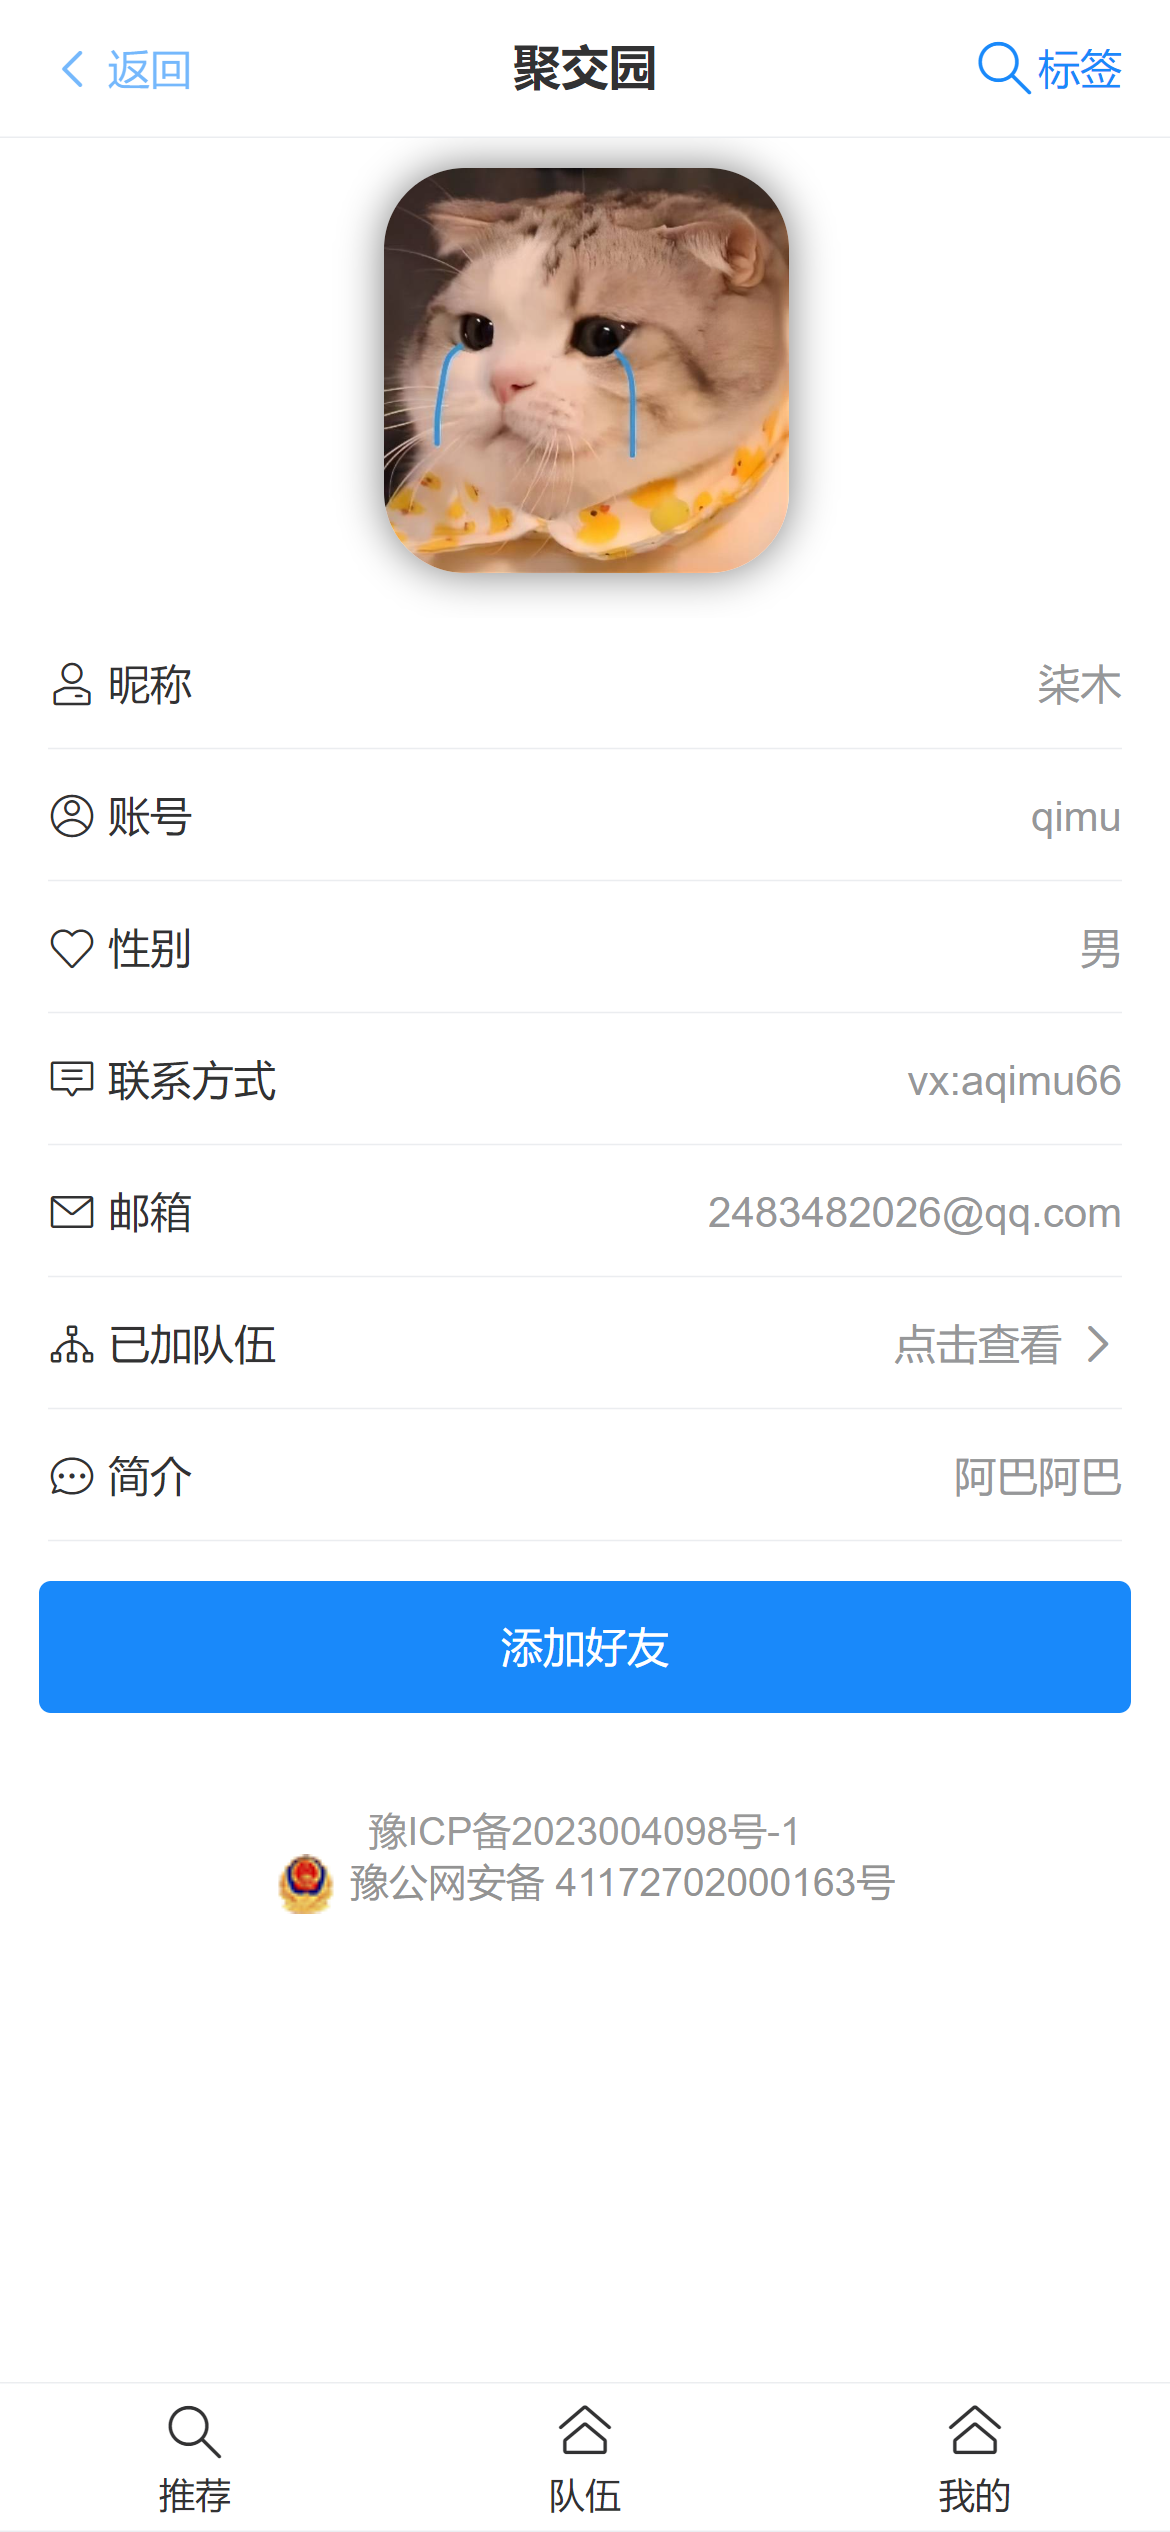 返回
聚交园
标签
昵称
柒木
账号
qimu
性别
男
联系方式
vx:aqimu66
邮箱
2483482026@qq.com
已加队伍
点击查看
简介
阿巴阿巴
添加好友
豫ICP备2023004098号-1
豫公网安备 41172702000163号
推荐
队伍
我的